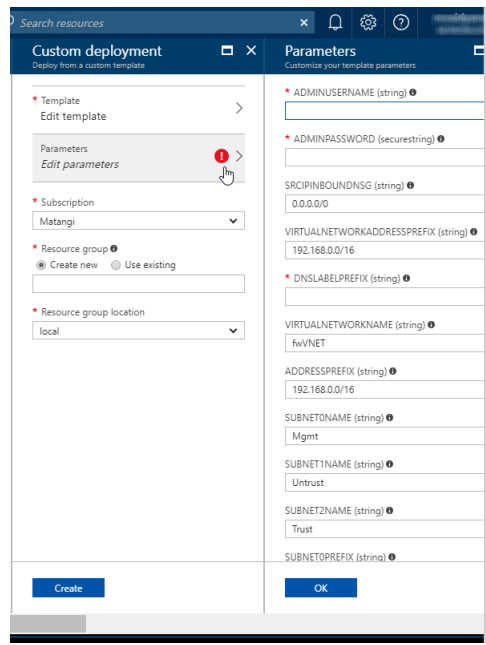 Search resources
Custom deployment
Deploy from a custom template
* Template
Edit template
Parameters
Edit parameters
* Subscription
Matangi
* Resource group
Create new Use existing
* Resource group location
local
Create
Parameters
Customize your template parameters
* ADMINUSERNAME (string)
* ADMINPASSWORD (securestring)
SRCIPINBOUNDNSG (string)
0.0.0.0/0
VIRTUALNETWORKADDRESSPREFIX (string)
192.168.0.0/16
* DNSLABELPREFIX (string)
VIRTUALNETWORKNAME (string)
fwVNET
ADDRESSPREFIX (string)
192.168.0.0/16
SUBNET0NAME (string)
Mgmt
SUBNET1NAME (string)
Untrust
SUBNET2NAME (string)
Trust
SUBNET0PREFIX (string)
OK